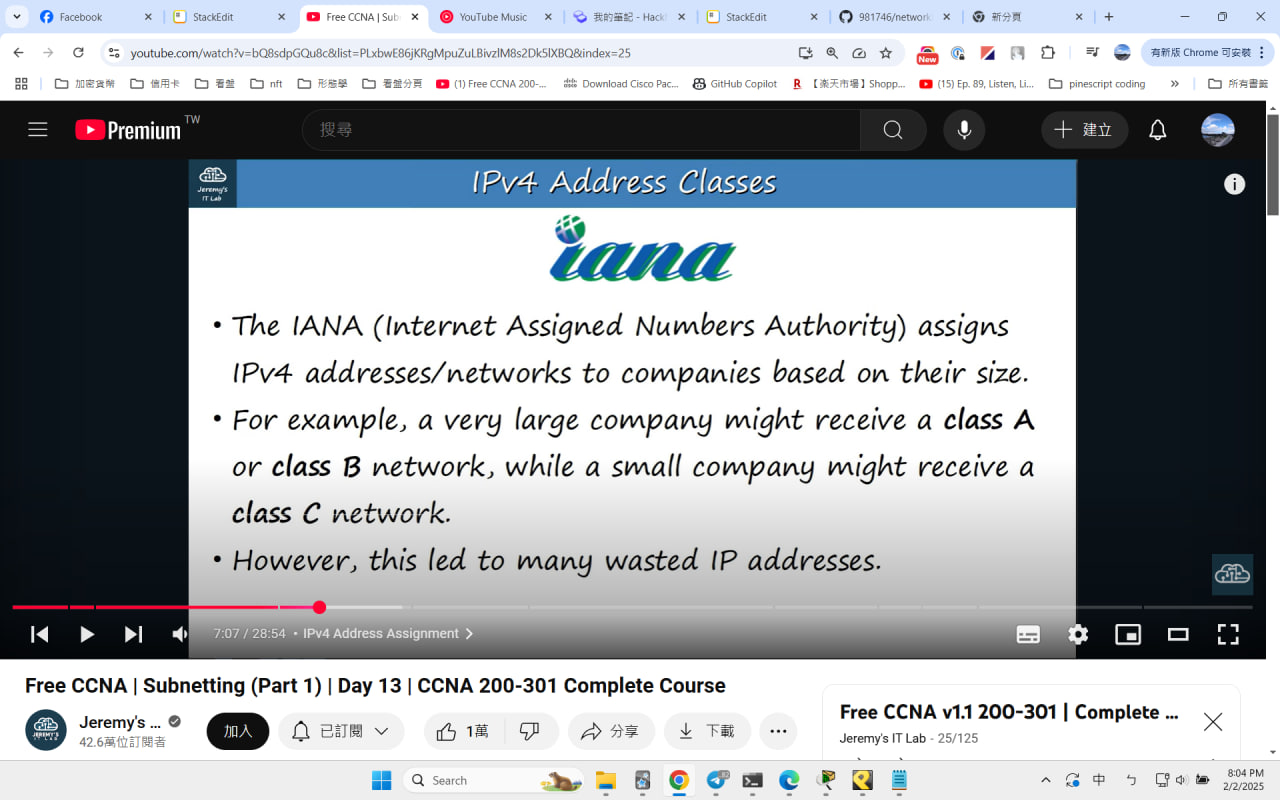 Facebook
StackEdit
Free CCNA | Sub
YouTube Music
我的筆記 - Hack
StackEdit
981746/network
新分頁
youtube.com/watch?v=bQ8sdpGQu8c&list=PLxbwE86jKRgMpuZuLBivzlM8s2Dk5lXBQ&index=25
New
有新版 Chrome 可安裝
加密貨幣
信用卡
看盤
nft
形態學
看盤分頁
(1) Free CCNA 200-...
Download Cisco Pac...
GitHub Copilot
【楽天市場】Shopp...
(15) Ep. 89, Listen, Li...
pinescript coding
所有書籤
Premium TW
搜尋
建立
Jeremy's
IT Lab
IPv4 Address Classes
iana
• The IANA (Internet Assigned Numbers Authority) assigns
IPv4 addresses/networks to companies based on their size.
• For example, a very large company might receive a class A
or class B network, while a small company might receive a
class C network.
• However, this led to many wasted IP addresses.
7:07 / 28:54 • IPv4 Address Assignment
Free CCNA | Subnetting (Part 1) | Day 13 | CCNA 200-301 Complete Course
JEREMY'S
IT LAB
Jeremy's ...
42.6萬位訂閱者
加入
已訂閱
1萬
分享
下載
Free CCNA v1.1 200-301 | Complete ...
Jeremy's IT Lab - 25/125
Search
中
8:04 PM
2/2/2025